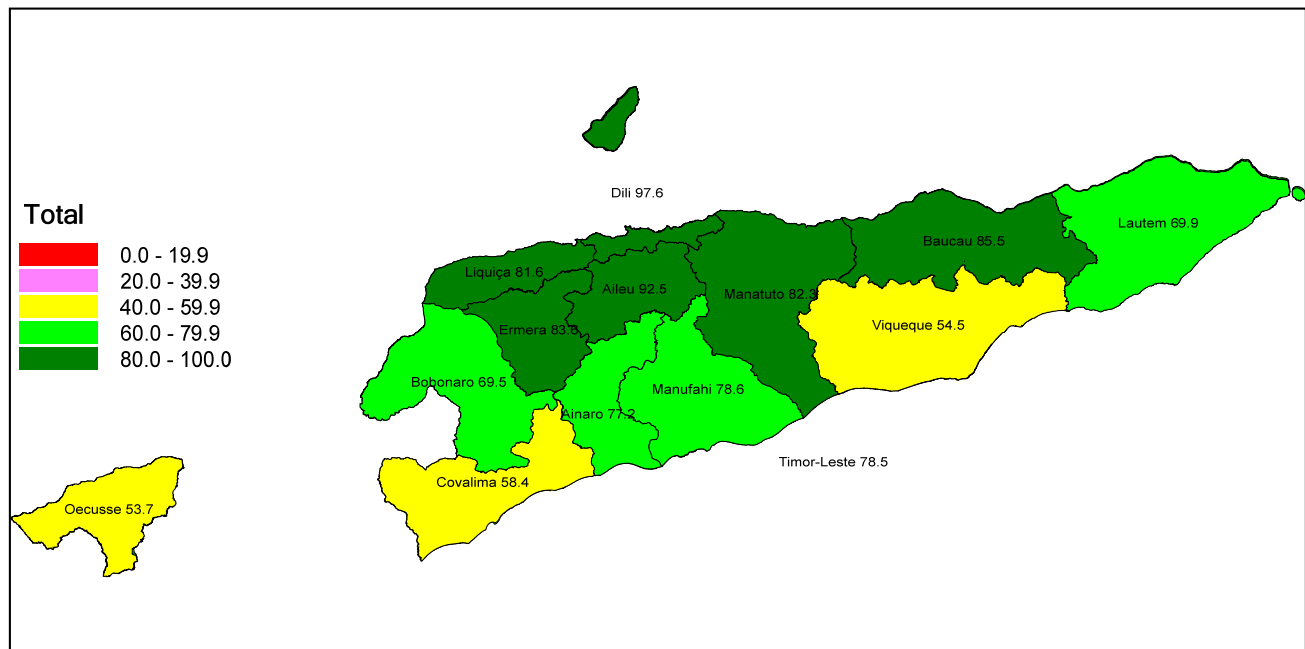 Dili 97.6
Total
0.0 - 19.9
20.0 - 39.9
40.0 - 59.9
60.0 - 79.9
80.0 - 100.0
Lautem 69.9
Baucau 85.5
Liquiça 81.6
Aileu 92.5
Manatuto 82.3
Ermera
Viqueque 54.5
Bobonaro 69.5
Manufahi 78.6
Ainaro 77.2
Timor-Leste 78.5
Covalima 58.4
Oecusse 53.7